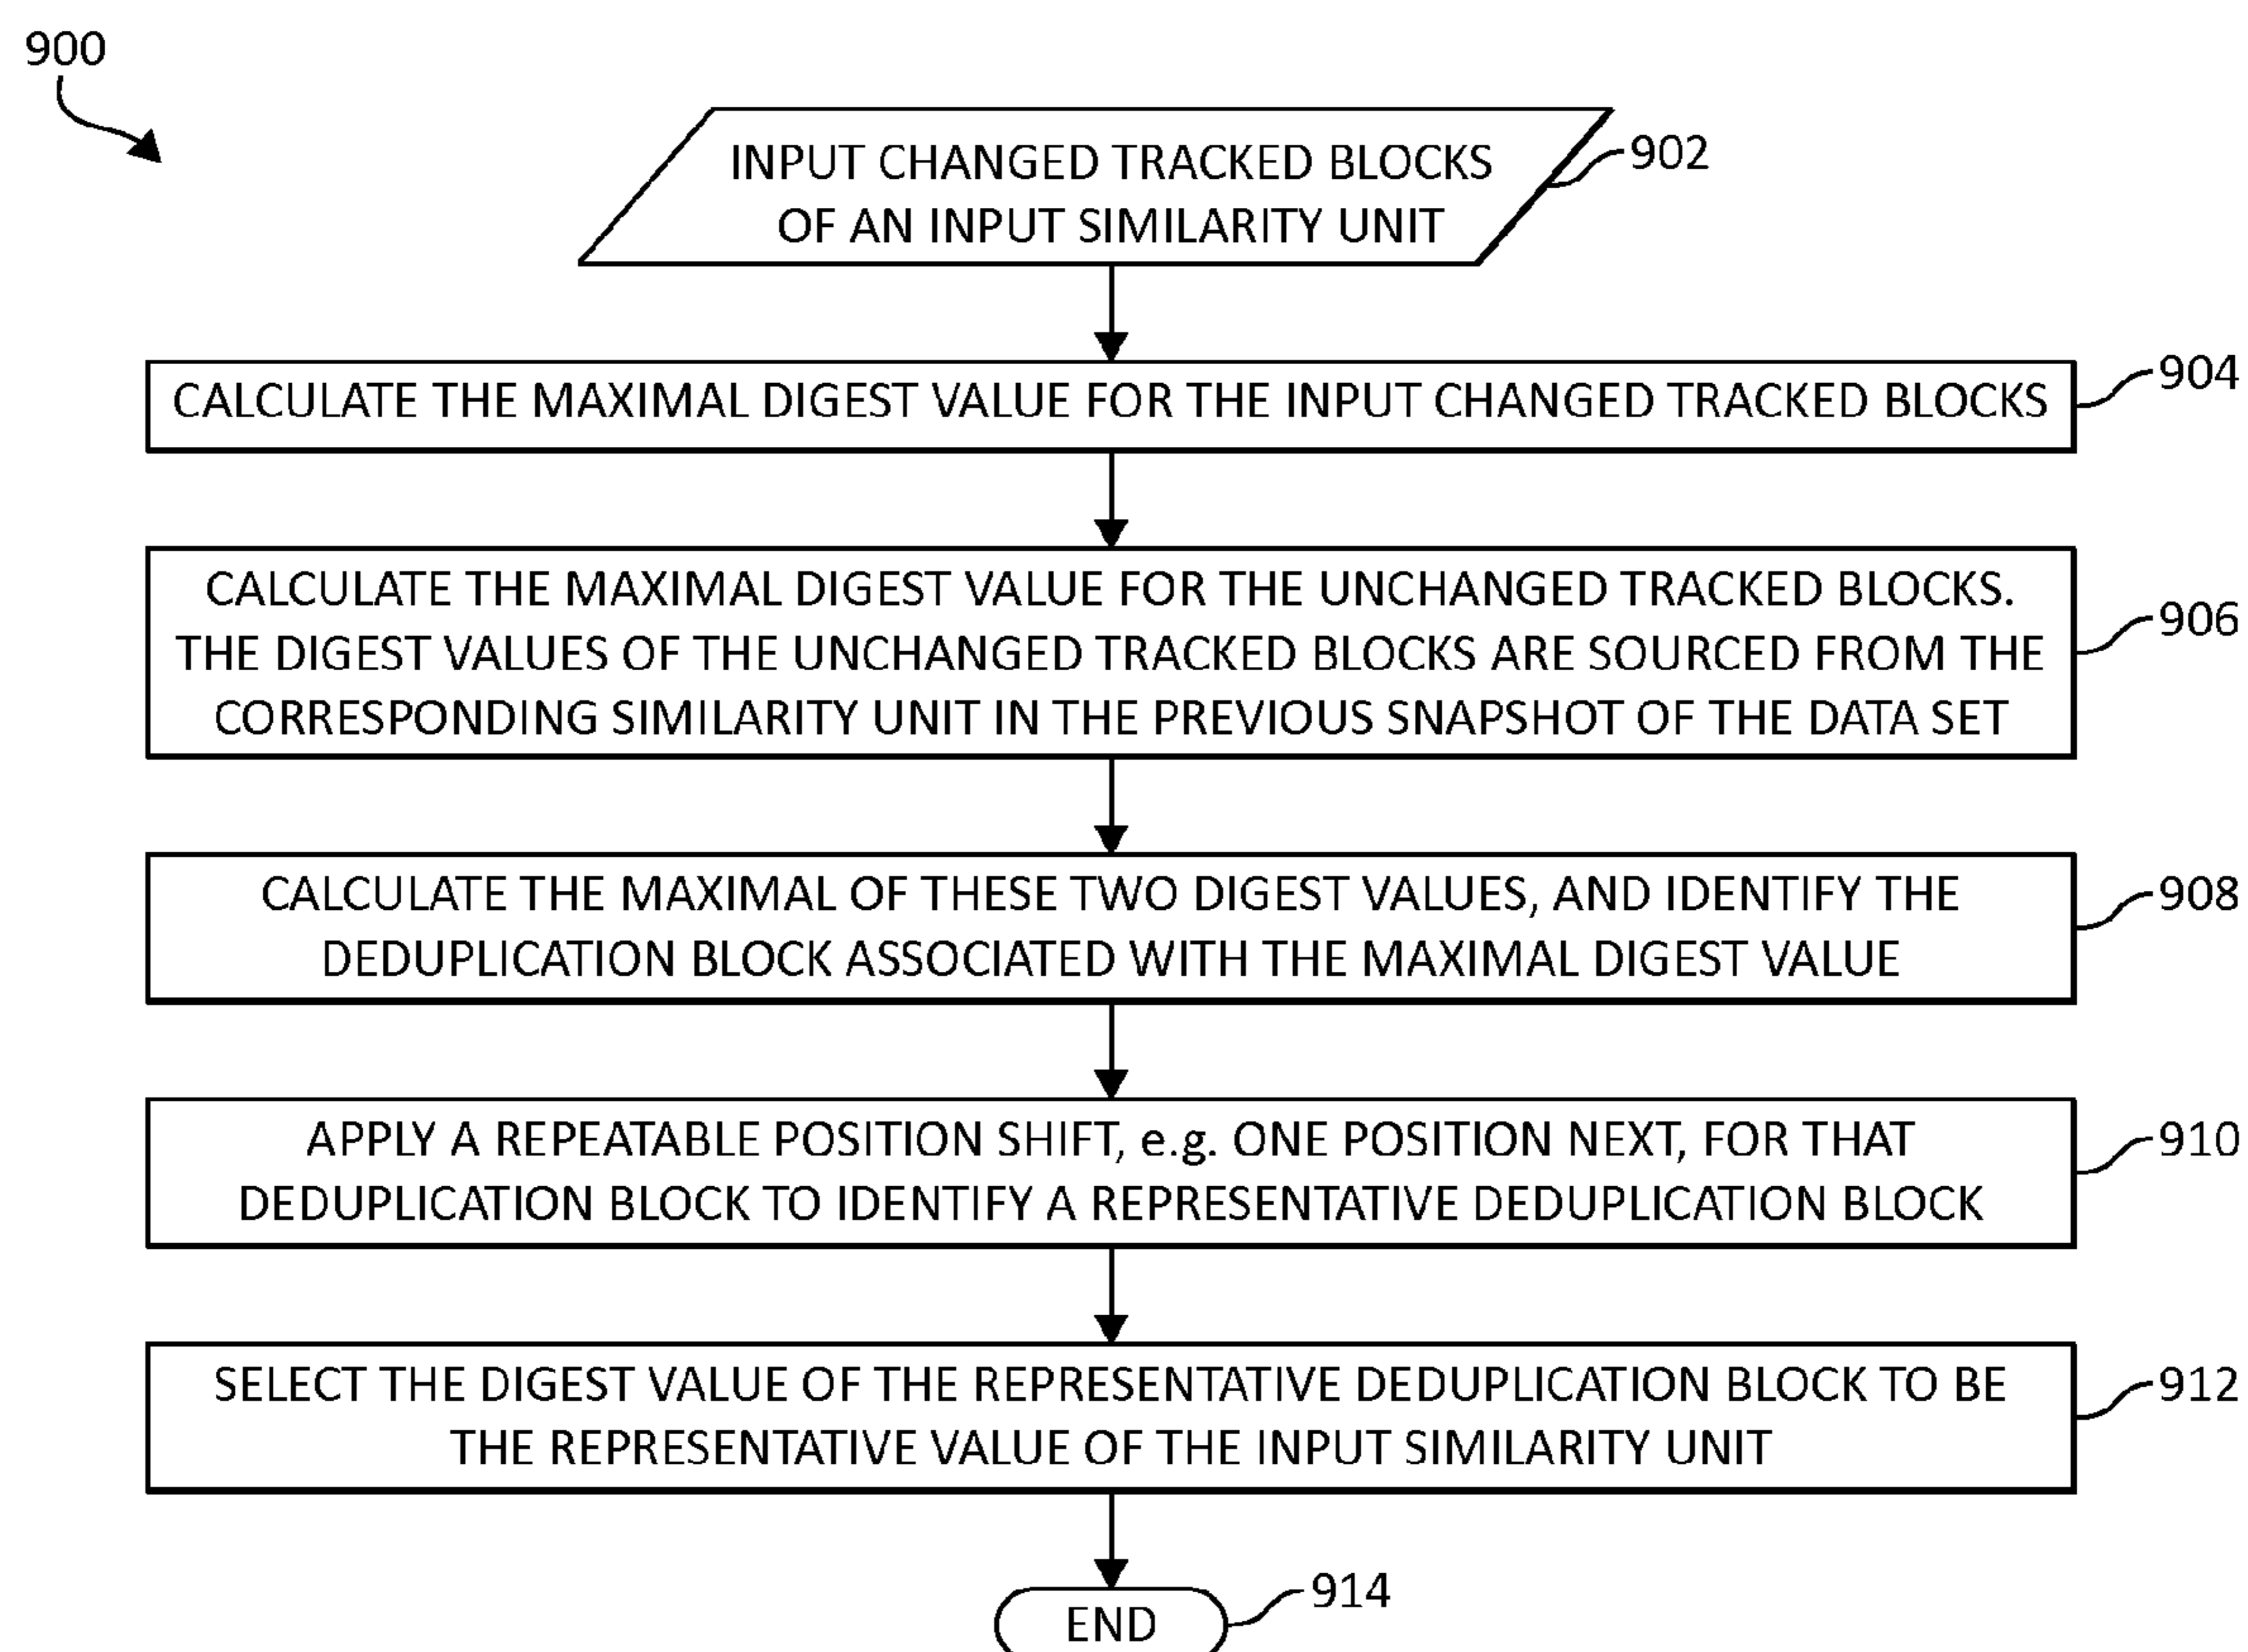 900
INPUT CHANGED TRACKED BLOCKS
OF AN INPUT SIMILARITY UNIT
902
CALCULATE THE MAXIMAL DIGEST VALUE FOR THE INPUT CHANGED TRACKED BLOCKS
904
CALCULATE THE MAXIMAL DIGEST VALUE FOR THE UNCHANGED TRACKED BLOCKS.
THE DIGEST VALUES OF THE UNCHANGED TRACKED BLOCKS ARE SOURCED FROM THE
CORRESPONDING SIMILARITY UNIT IN THE PREVIOUS SNAPSHOT OF THE DATA SET
906
CALCULATE THE MAXIMAL OF THESE TWO DIGEST VALUES, AND IDENTIFY THE
DEDUPLICATION BLOCK ASSOCIATED WITH THE MAXIMAL DIGEST VALUE
908
APPLY A REPEATABLE POSITION SHIFT, e.g. ONE POSITION NEXT, FOR THAT
DEDUPLICATION BLOCK TO IDENTIFY A REPRESENTATIVE DEDUPLICATION BLOCK
910
SELECT THE DIGEST VALUE OF THE REPRESENTATIVE DEDUPLICATION BLOCK TO BE
THE REPRESENTATIVE VALUE OF THE INPUT SIMILARITY UNIT
912
END
914